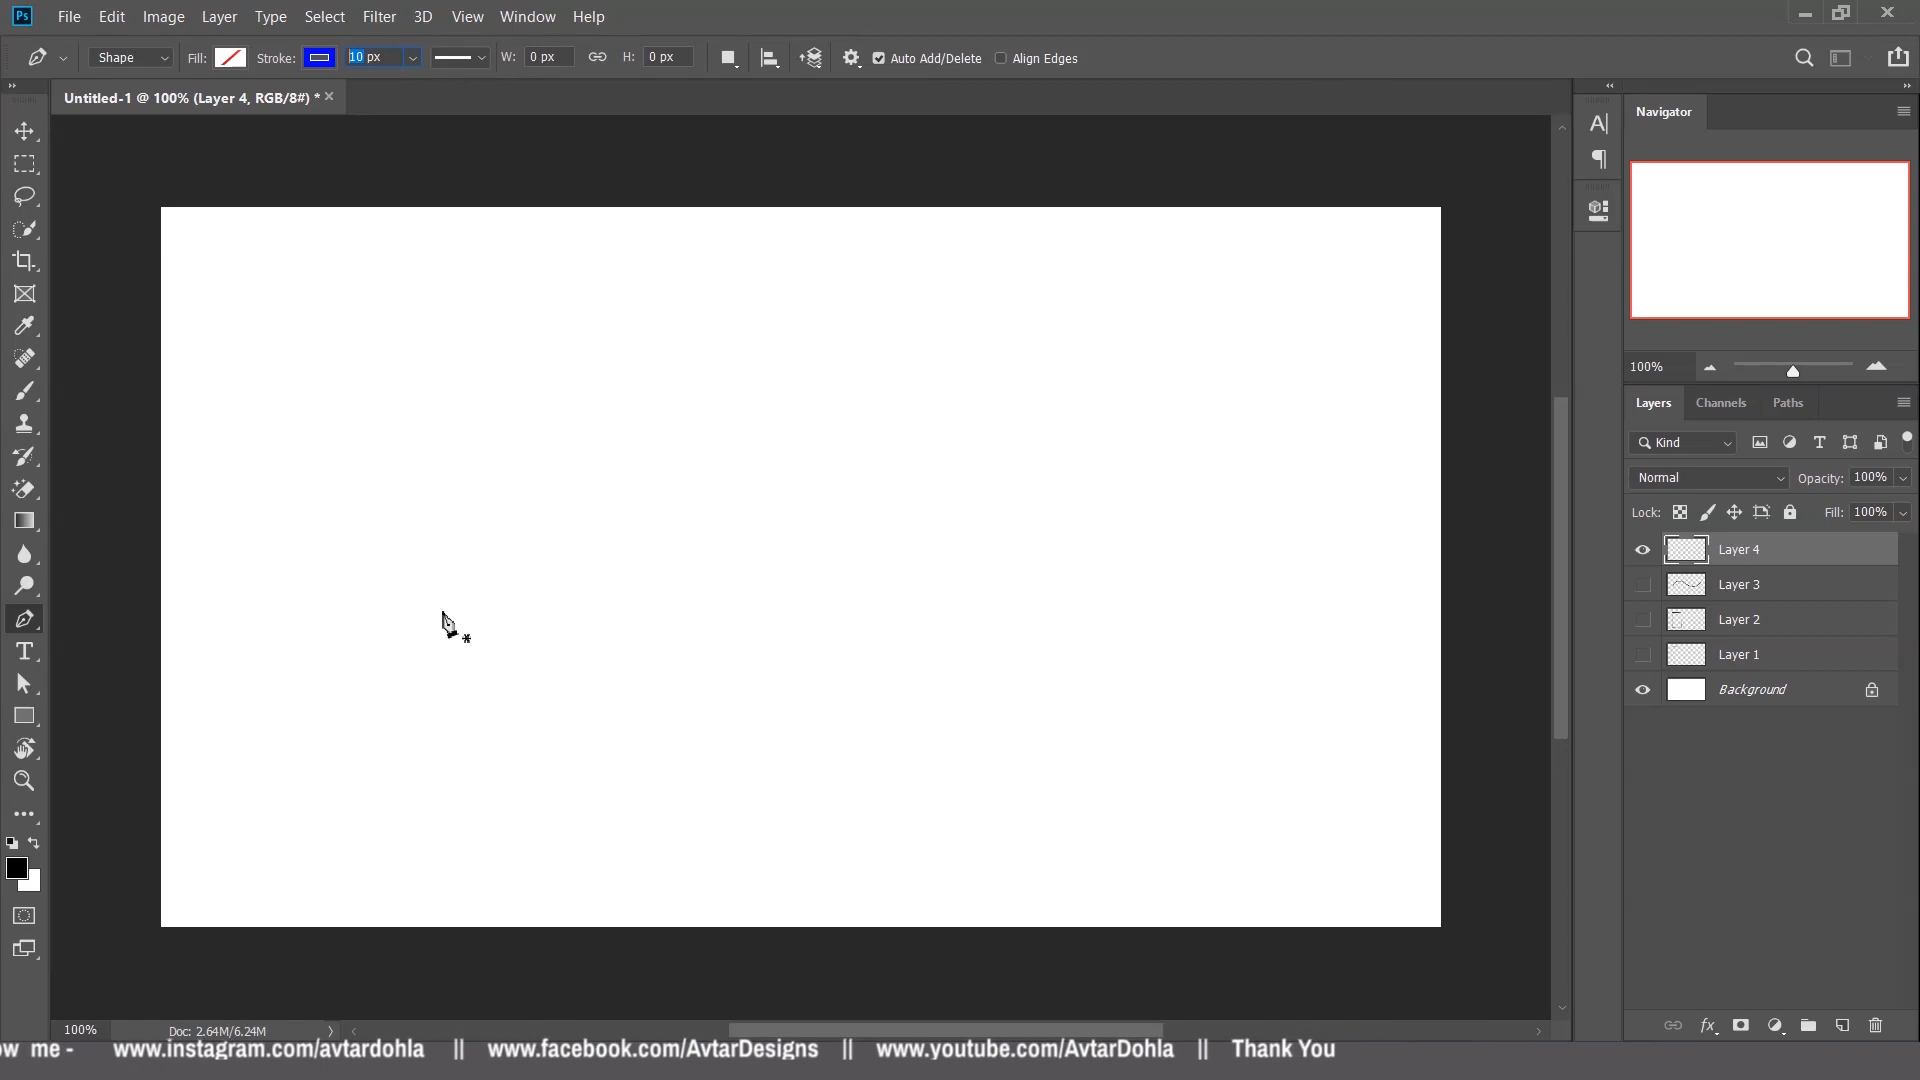 Ps File Edit Image Layer Type Select Filter 3D View Window Help
Shape Fill: Stroke: 10 px W: 0 px H: 0 px Auto Add/Delete Align Edges
Untitled-1 @ 100% (Layer 4, RGB/8#) *
Navigator
100%
Layers Channels Paths
Kind
Normal Opacity: 100%
Lock: Fill: 100%
Layer 4
Layer 3
Layer 2
Layer 1
Background
fx
100% Doc: 2.64M/6.24M
ow me - www.instagram.com/avtardohla || www.facebook.com/AvtarDesigns || www.youtube.com/AvtarDohla || Thank You